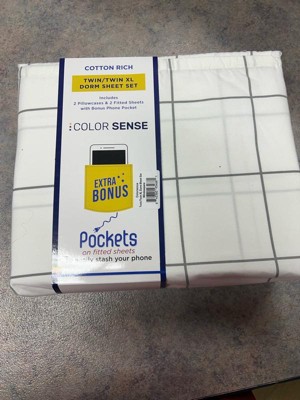 COTTON RICH
TWIN/TWIN XL
DORM SHEET SET
Includes
2 Pillowcases & 2 Fitted Sheets
with Bonus Phone Pocket
COLOR SENSE
EXTRA
BONUS
Pockets
on fitted sheets
stash your phone